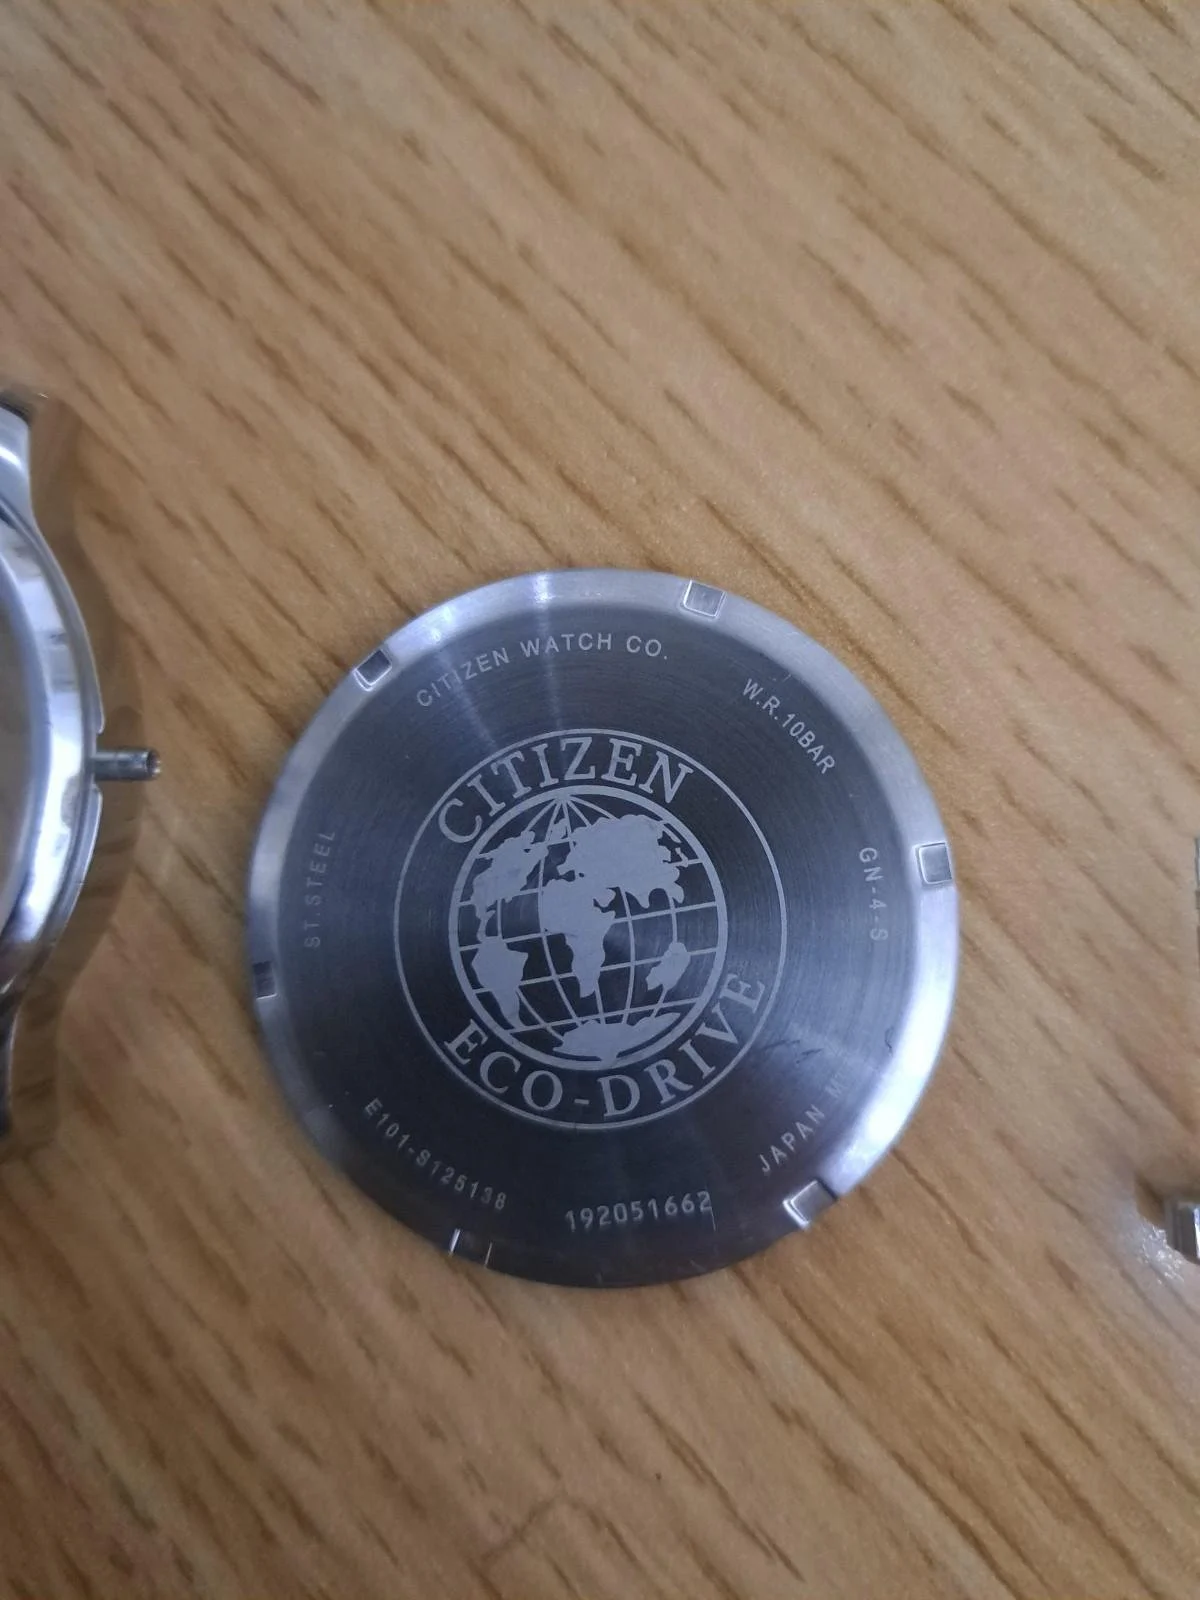 CITIZEN WATCH CO.
W.R.10BAR
GN-4-S
JAPAN
192051662
E101-S125138
ST.STEEL
CITIZEN
ECO-DRIVE